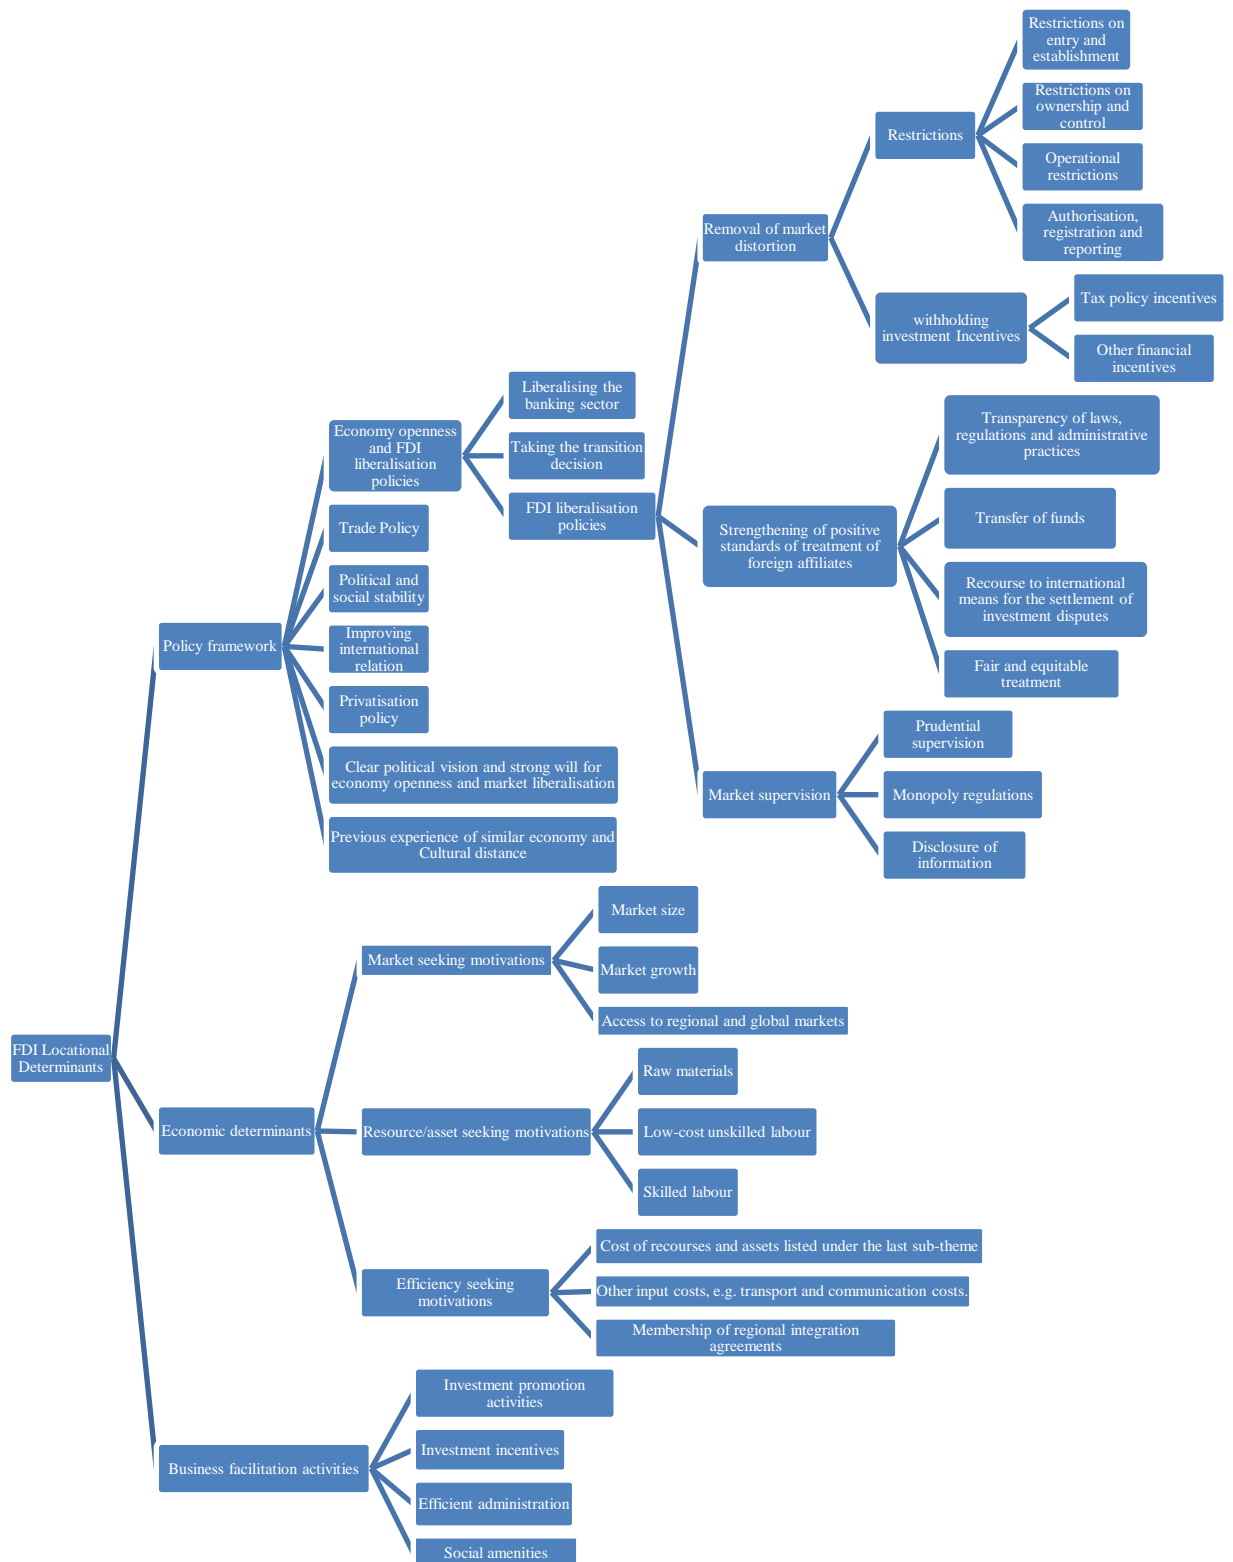 FDI Locational
Determinants
Policy framework
Economy openness
and FDI
liberalisation
policies
Liberalising the
banking sector
Taking the transition
decision
FDI liberalisation
policies
Removal of market
distortion
Restrictions
Restrictions on
entry and
establishment
Restrictions on
ownership and
control
Operational
restrictions
Authorisation,
registration and
reporting
withholding
investment Incentives
Tax policy incentives
Other financial
incentives
Strengthening of positive
standards of treatment of
foreign affiliates
Transparency of laws,
regulations and administrative
practices
Transfer of funds
Recourse to international
means for the settlement of
investment disputes
Fair and equitable
treatment
Market supervision
Prudential
supervision
Monopoly regulations
Disclosure of
information
Trade Policy
Political and
social stability
Improving
international
relation
Privatisation
policy
Clear political vision and strong will for
economy openness and market liberalisation
Previous experience of similar economy and
Cultural distance
Economic determinants
Market seeking motivations
Market size
Market growth
Access to regional and global markets
Resource/asset seeking motivations
Raw materials
Low-cost unskilled labour
Skilled labour
Efficiency seeking
motivations
Cost of recourses and assets listed under the last sub-theme
Other input costs, e.g. transport and communication costs.
Membership of regional integration
agreements
Business facilitation activities
Investment promotion
activities
Investment incentives
Efficient administration
Social amenities